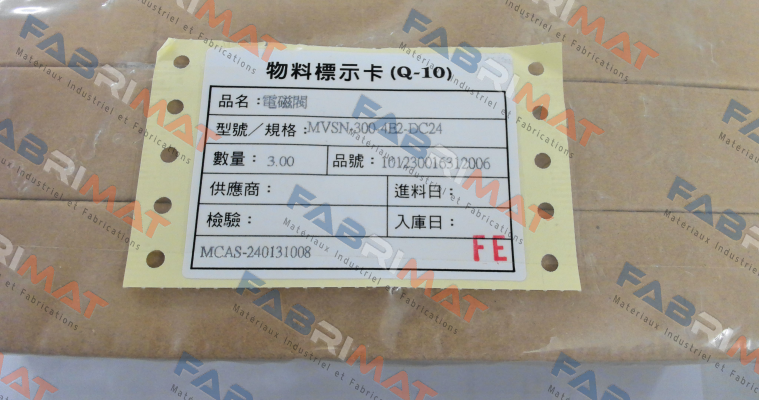 物料標示卡 (Q-10)
品名：電磁閥
型號／規格：MVSN-300-4E2-DC24
數量： 3.00 品號：101230016312006
供應商： 進料日：
檢驗： 入庫日：
MCAS-240131008 FE
FABRIMAT
Materiaux Industriel et Fabrications